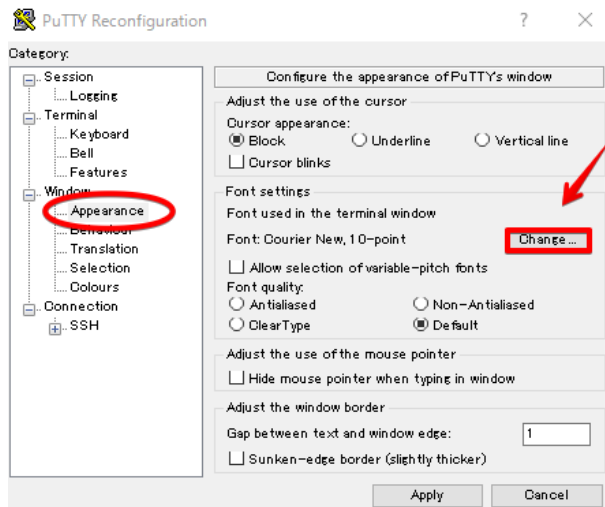 PuTTY Reconfiguration
Category:
Session
Logging
Terminal
Keyboard
Bell
Features
Window
Appearance
Behaviour
Translation
Selection
Colours
Connection
SSH
Configure the appearance of PuTTY's window
Adjust the use of the cursor
Cursor appearance:
Block Underline Vertical line
Cursor blinks
Font settings
Font used in the terminal window
Font: Courier New, 10-point Change...
Allow selection of variable-pitch fonts
Font quality:
Antialiased Non-Antialiased
ClearType Default
Adjust the use of the mouse pointer
Hide mouse pointer when typing in window
Adjust the window border
Gap between text and window edge: 1
Sunken-edge border (slightly thicker)
Apply Cancel